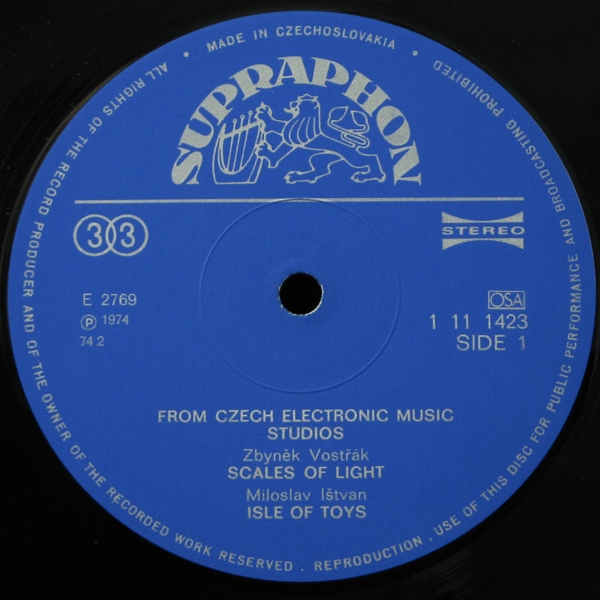 ALL RIGHTS OF THE RECORD PRODUCER AND OF THE OWNER OF THE RECORDED WORK RESERVED . REPRODUCTION, USE OF THIS DISC FOR PUBLIC PERFORMANCE AND BROADCASTING PROHIBITED
• MADE IN CZECHOSLOVAKIA •
SUPRAPHON
33
STEREO
E 2769
OSA
Ⓟ 1974
1 11 1423
74 2
SIDE 1
FROM CZECH ELECTRONIC MUSIC
STUDIOS
Zbyněk Vostřák
SCALES OF LIGHT
Miloslav Ištvan
ISLE OF TOYS